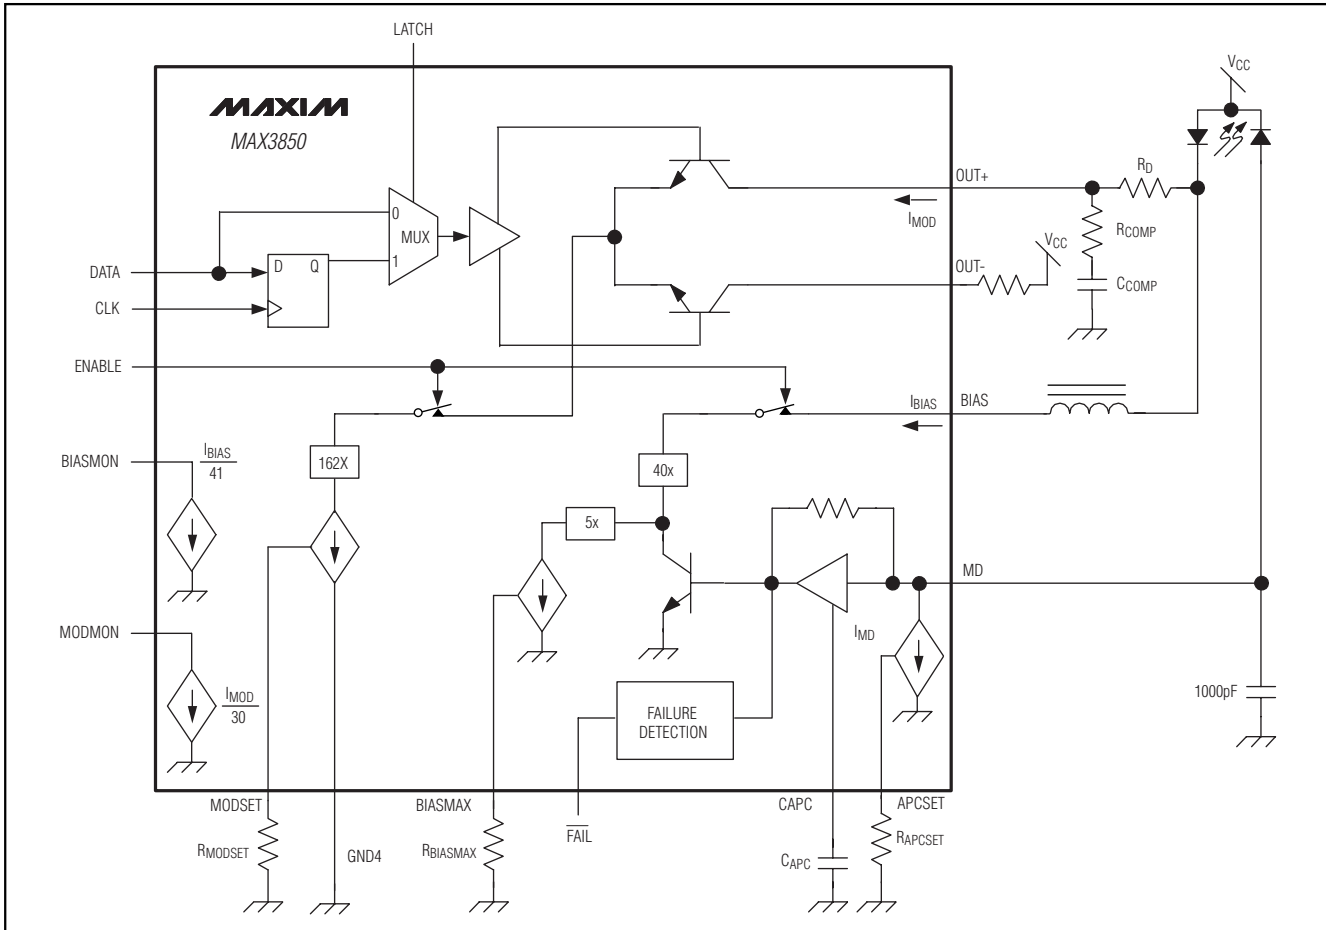 LATCH
VCC
MAXIM
MAX3850
RD
OUT+
IMOD
RCOMP
0
MUX
VCC
D Q
1
OUT-
DATA
CCOMP
CLK
ENABLE
IBIAS
BIAS
BIASMON
IBIAS
41
162X
40x
5x
MD
IMD
MODMON
IMOD
30
1000pF
FAILURE
DETECTION
MODSET
BIASMAX
CAPC
APCSET
FAIL
RMODSET
GND4
RBIASMAX
CAPC
RAPCSET